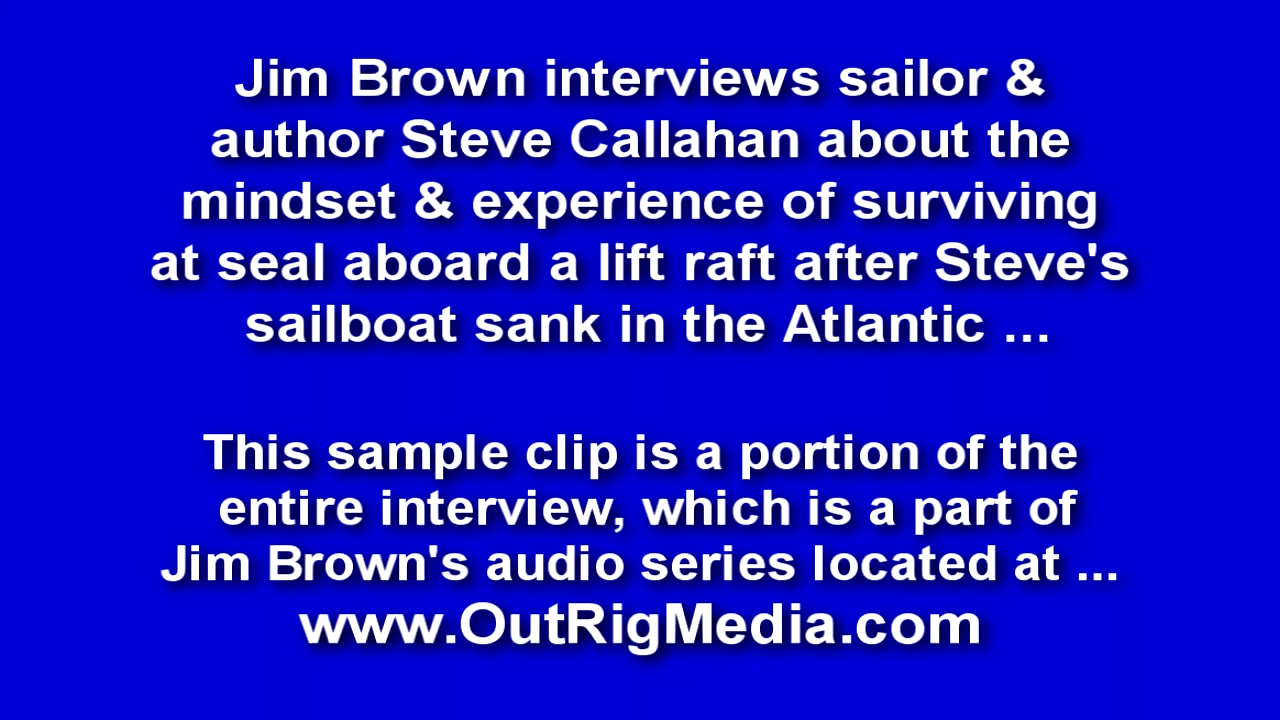 Jim Brown interviews sailor &
author Steve Callahan about the
mindset & experience of surviving
at seal aboard a lift raft after Steve's
sailboat sank in the Atlantic ...
This sample clip is a portion of the
entire interview, which is a part of
Jim Brown's audio series located at ...
www.OutRigMedia.com